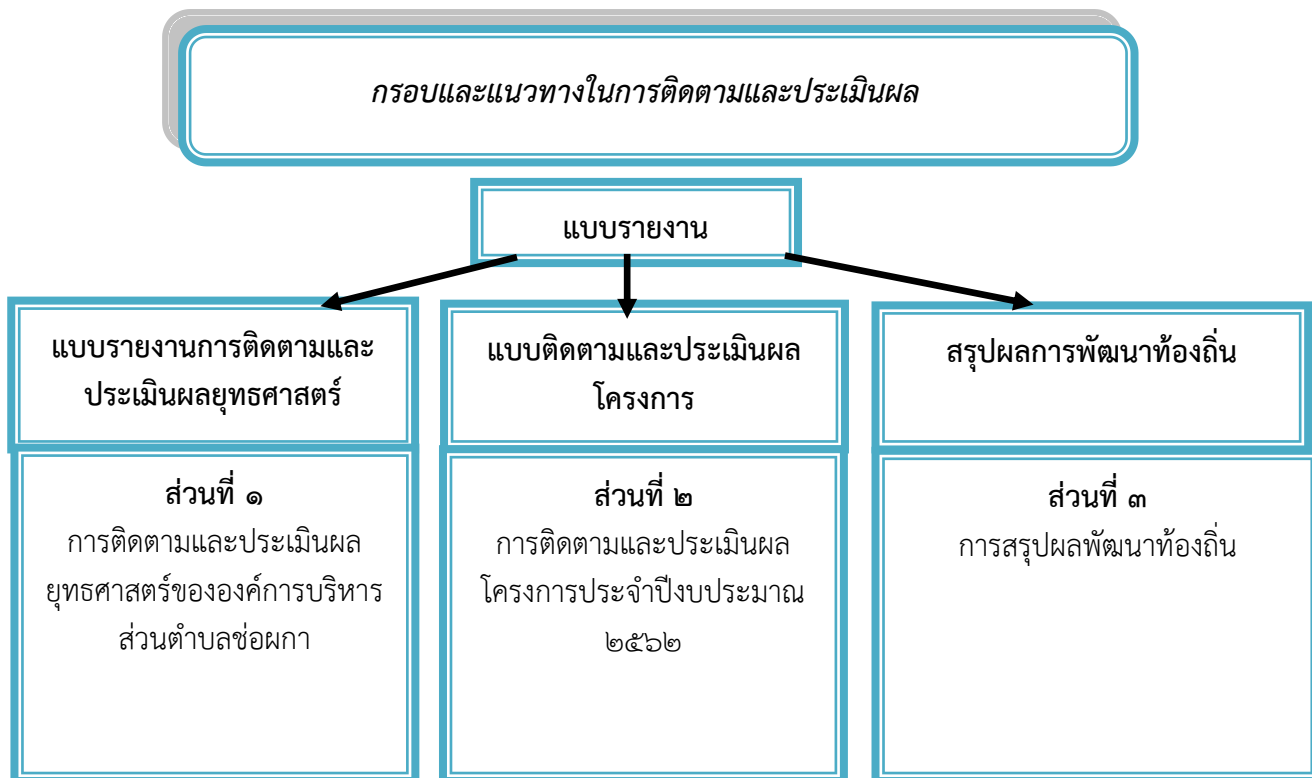 กรอบและแนวทางในการติดตามและประเมินผล
แบบรายงาน
แบบรายงานการติดตามและ
ประเมินผลยุทธศาสตร์
แบบติดตามและประเมินผล
โครงการ
สรุปผลการพัฒนาท้องถิ่น
ส่วนที่ ๑
การติดตามและประเมินผล
ยุทธศาสตร์ขององค์การบริหาร
ส่วนตำบลช่อผกา
ส่วนที่ ๒
การติดตามและประเมินผล
โครงการประจำปีงบประมาณ
๒๕๖๒
ส่วนที่ ๓
การสรุปผลพัฒนาท้องถิ่น